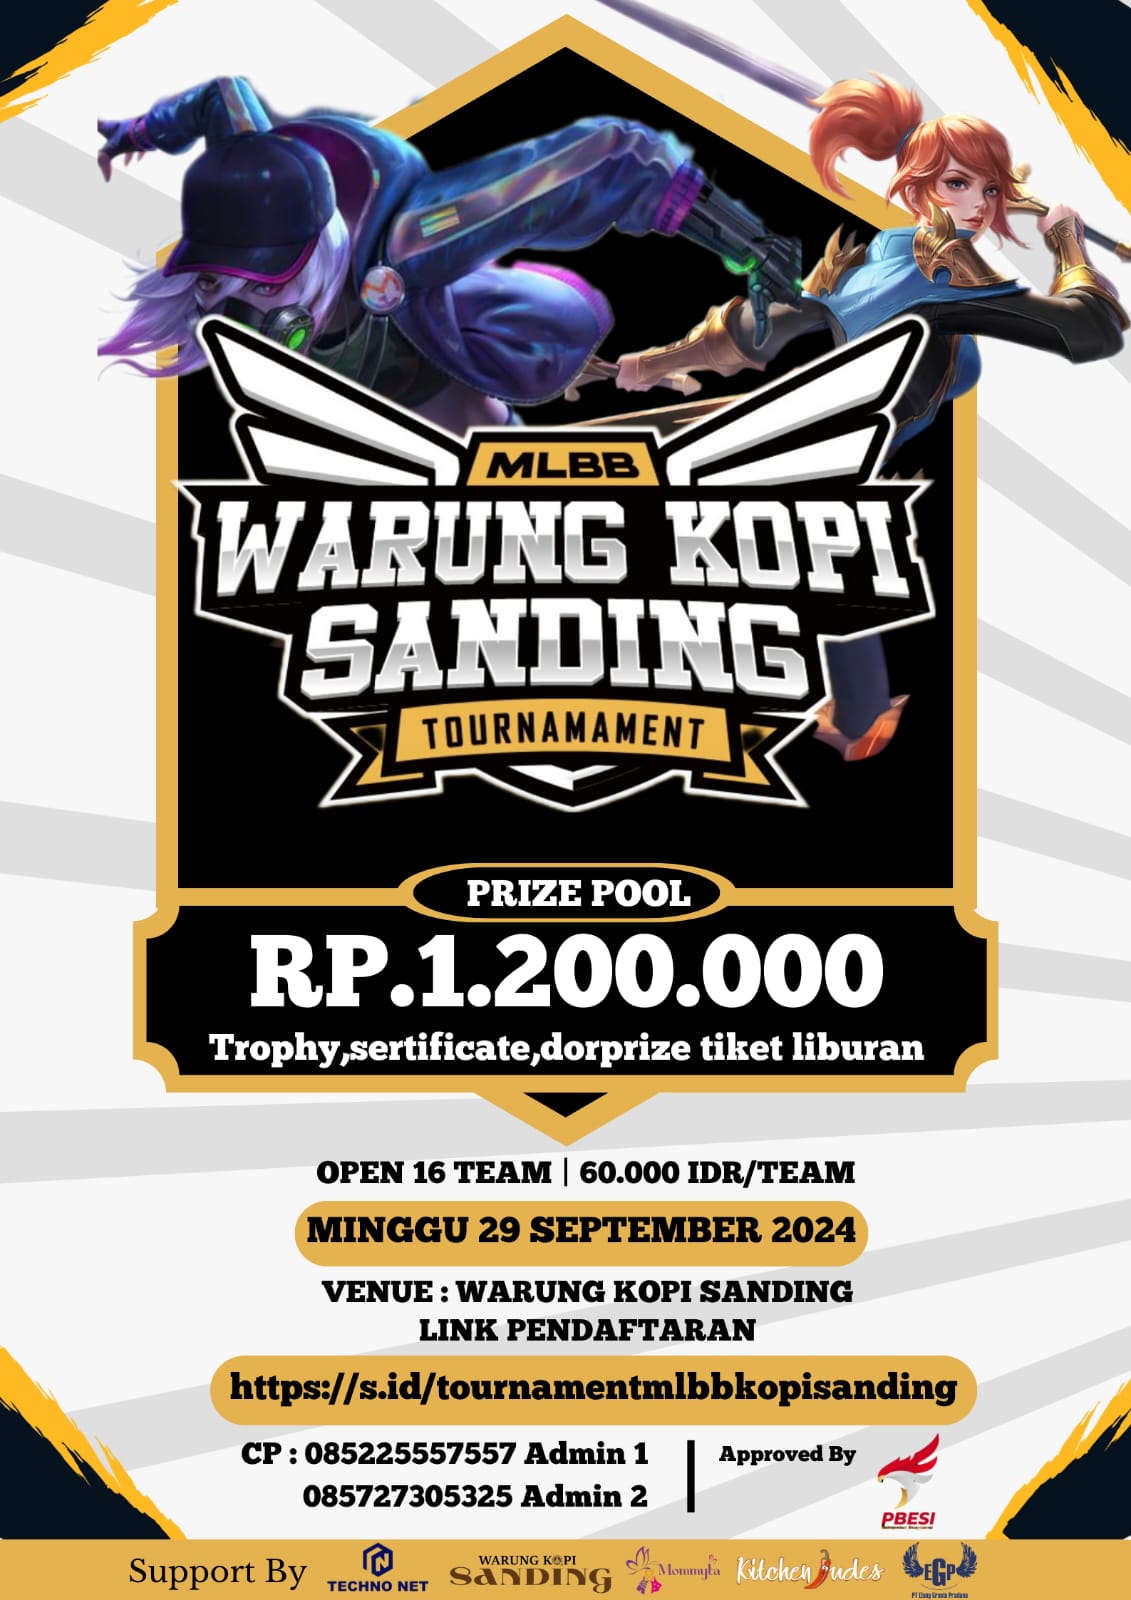 MLBB
WARUNG KOPI
SANDING
TOURNAMAMENT
PRIZE POOL
RP.1.200.000
Trophy,sertificate,dorprize tiket liburan
OPEN 16 TEAM | 60.000 IDR/TEAM
MINGGU 29 SEPTEMBER 2024
VENUE : WARUNG KOPI SANDING
LINK PENDAFTARAN
https://s.id/tournamentmlbbkopisanding
CP : 085225557557 Admin 1
085727305325 Admin 2
Approved By
PBESI
Support By
TECHNO NET
WARUNG KOPI
SANDING
Mommyta
Kitchen Judes
EGP